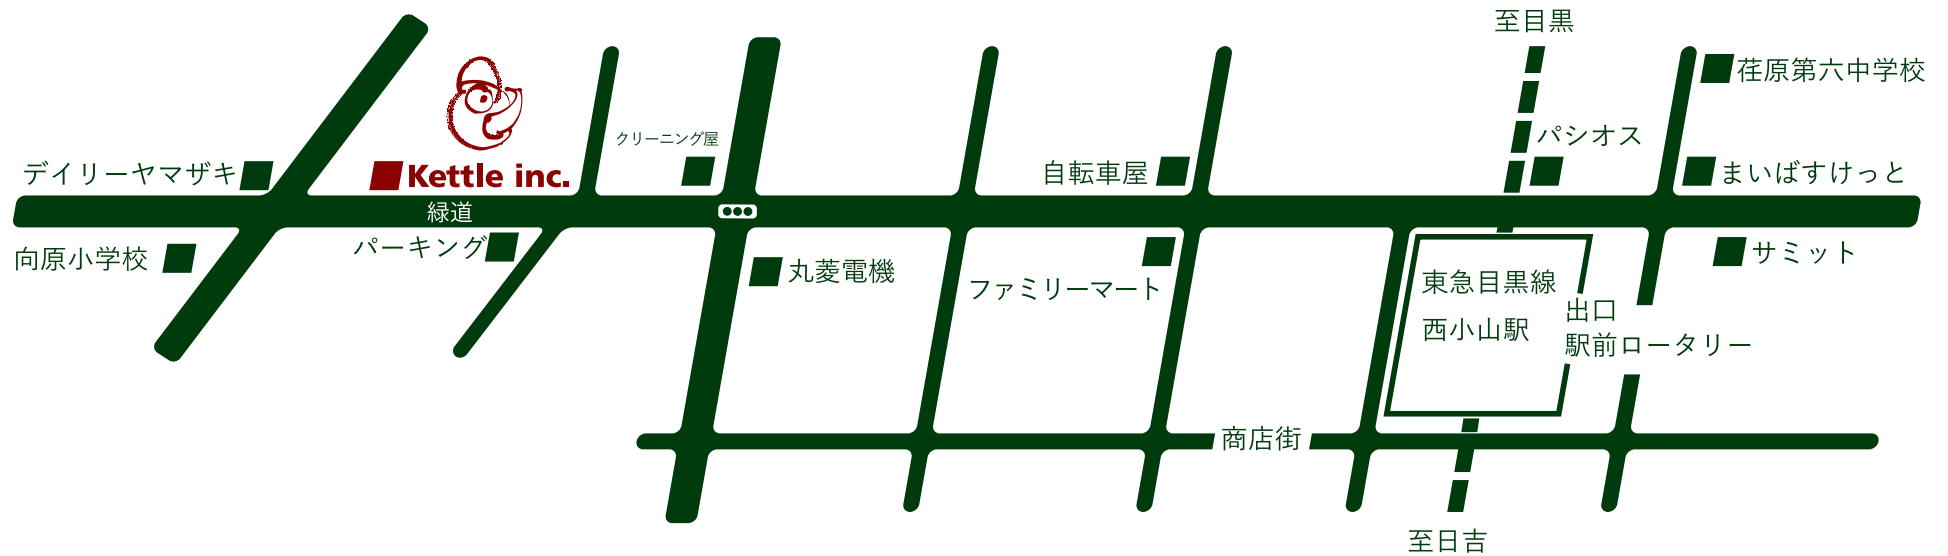 至目黒
荏原第六中学校
クリーニング屋
パシオス
デイリーヤマザキ
Kettle inc.
自転車屋
まいばすけっと
緑道
向原小学校
パーキング
丸菱電機
ファミリーマート
サミット
東急目黒線
西小山駅
出口
駅前ロータリー
商店街
至日吉